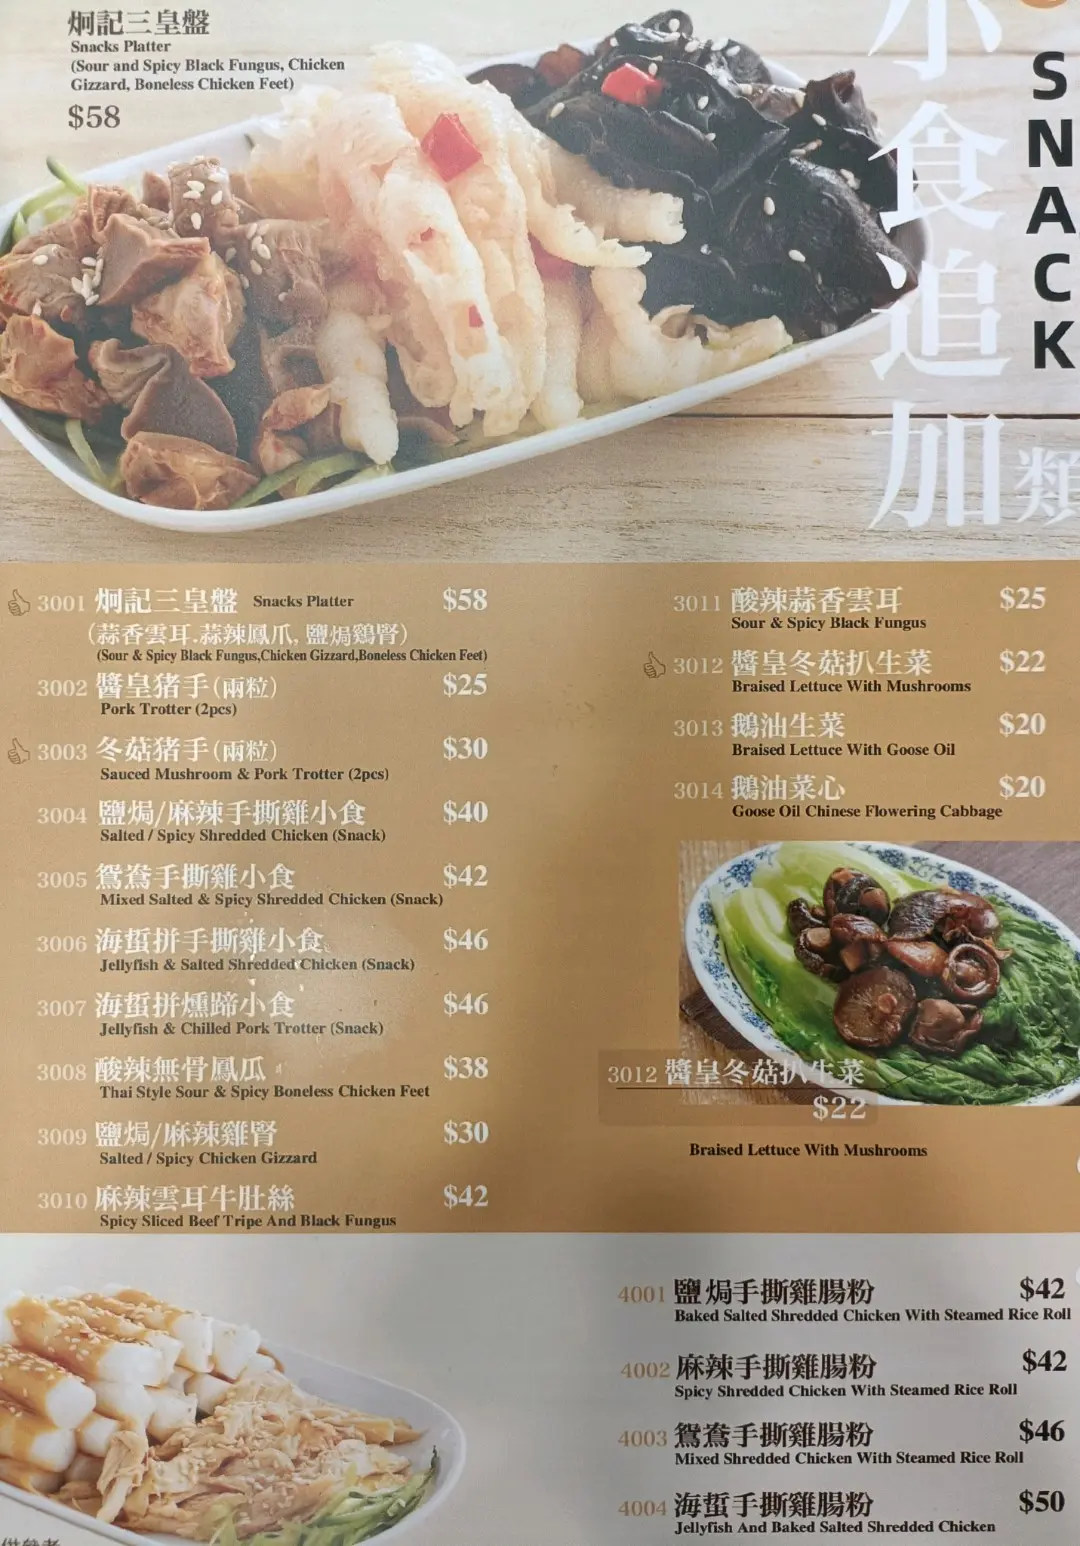 炯記三皇盤
Snacks Platter
(Sour and Spicy Black Fungus, Chicken
Gizzard, Boneless Chicken Feet)
$58
小食追加類
SNACK
3001 炯記三皇盤 Snacks Platter $58
(蒜香雲耳.蒜辣鳳爪, 鹽焗鷄腎)
(Sour & Spicy Black Fungus,Chicken Gizzard,Boneless Chicken Feet)
3002 醬皇猪手(兩粒) $25
Pork Trotter (2pcs)
3003 冬菇猪手(兩粒) $30
Sauced Mushroom & Pork Trotter (2pcs)
3004 鹽焗/麻辣手撕雞小食 $40
Salted / Spicy Shredded Chicken (Snack)
3005 鴛鴦手撕雞小食 $42
Mixed Salted & Spicy Shredded Chicken (Snack)
3006 海蜇拼手撕雞小食 $46
Jellyfish & Salted Shredded Chicken (Snack)
3007 海蜇拼燻蹄小食 $46
Jellyfish & Chilled Pork Trotter (Snack)
3008 酸辣無骨鳳瓜 $38
Thai Style Sour & Spicy Boneless Chicken Feet
3009 鹽焗/麻辣雞腎 $30
Salted / Spicy Chicken Gizzard
3010 麻辣雲耳牛肚絲 $42
Spicy Sliced Beef Tripe And Black Fungus
3011 酸辣蒜香雲耳 $25
Sour & Spicy Black Fungus
3012 醬皇冬菇扒生菜 $22
Braised Lettuce With Mushrooms
3013 鵝油生菜 $20
Braised Lettuce With Goose Oil
3014 鵝油菜心 $20
Goose Oil Chinese Flowering Cabbage
3012 醬皇冬菇扒生菜
$22
Braised Lettuce With Mushrooms
4001 鹽焗手撕雞腸粉 $42
Baked Salted Shredded Chicken With Steamed Rice Roll
4002 麻辣手撕雞腸粉 $42
Spicy Shredded Chicken With Steamed Rice Roll
4003 鴛鴦手撕雞腸粉 $46
Mixed Shredded Chicken With Steamed Rice Roll
4004 海蜇手撕雞腸粉 $50
Jellyfish And Baked Salted Shredded Chicken